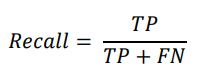 Recall = TP / TP + FN